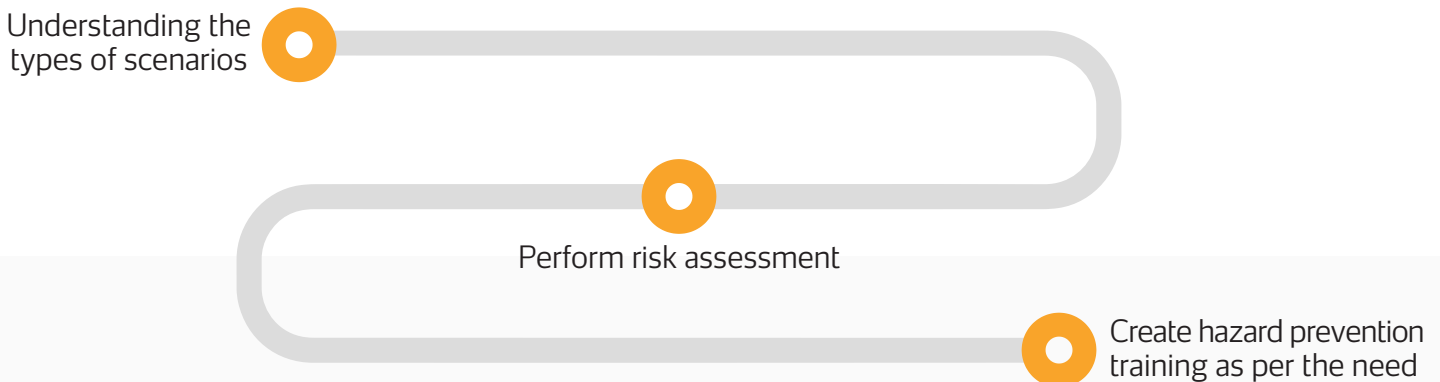 Understanding the
types of scenarios
Perform risk assessment
Create hazard prevention
training as per the need